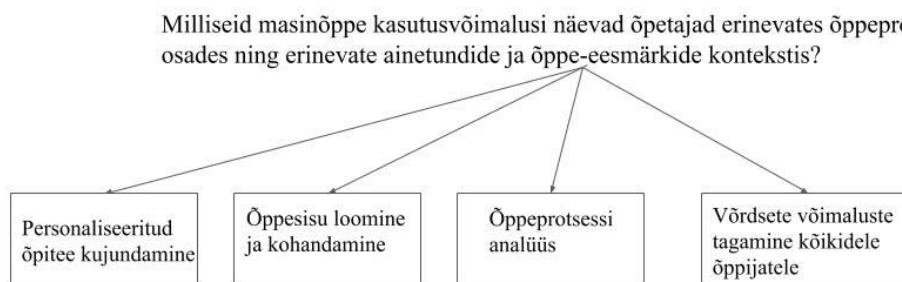 Milliseid masinõppe kasutusvõimalusi näevad õpetajad erinevates
osades ning erinevate ainetundide ja õppe-eesmärkide kontekstis?
Personaliseeritud
õpitee kujundamine
Õppesisu loomine
ja kohandamine
Õppeprotsessi
analüüs
Võrdsete võimaluste
tagamine kõikidele
õppijatele